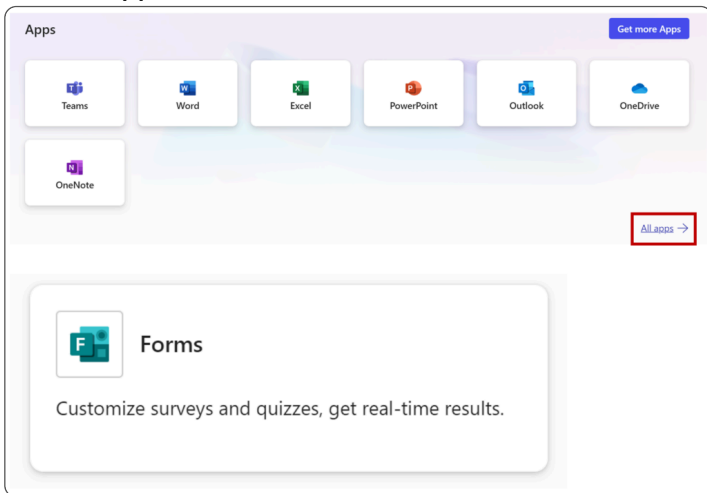 Apps
Get more Apps
Teams Word Excel PowerPoint Outlook OneDrive
OneNote
All apps →
F
Forms
Customize surveys and quizzes, get real-time results.